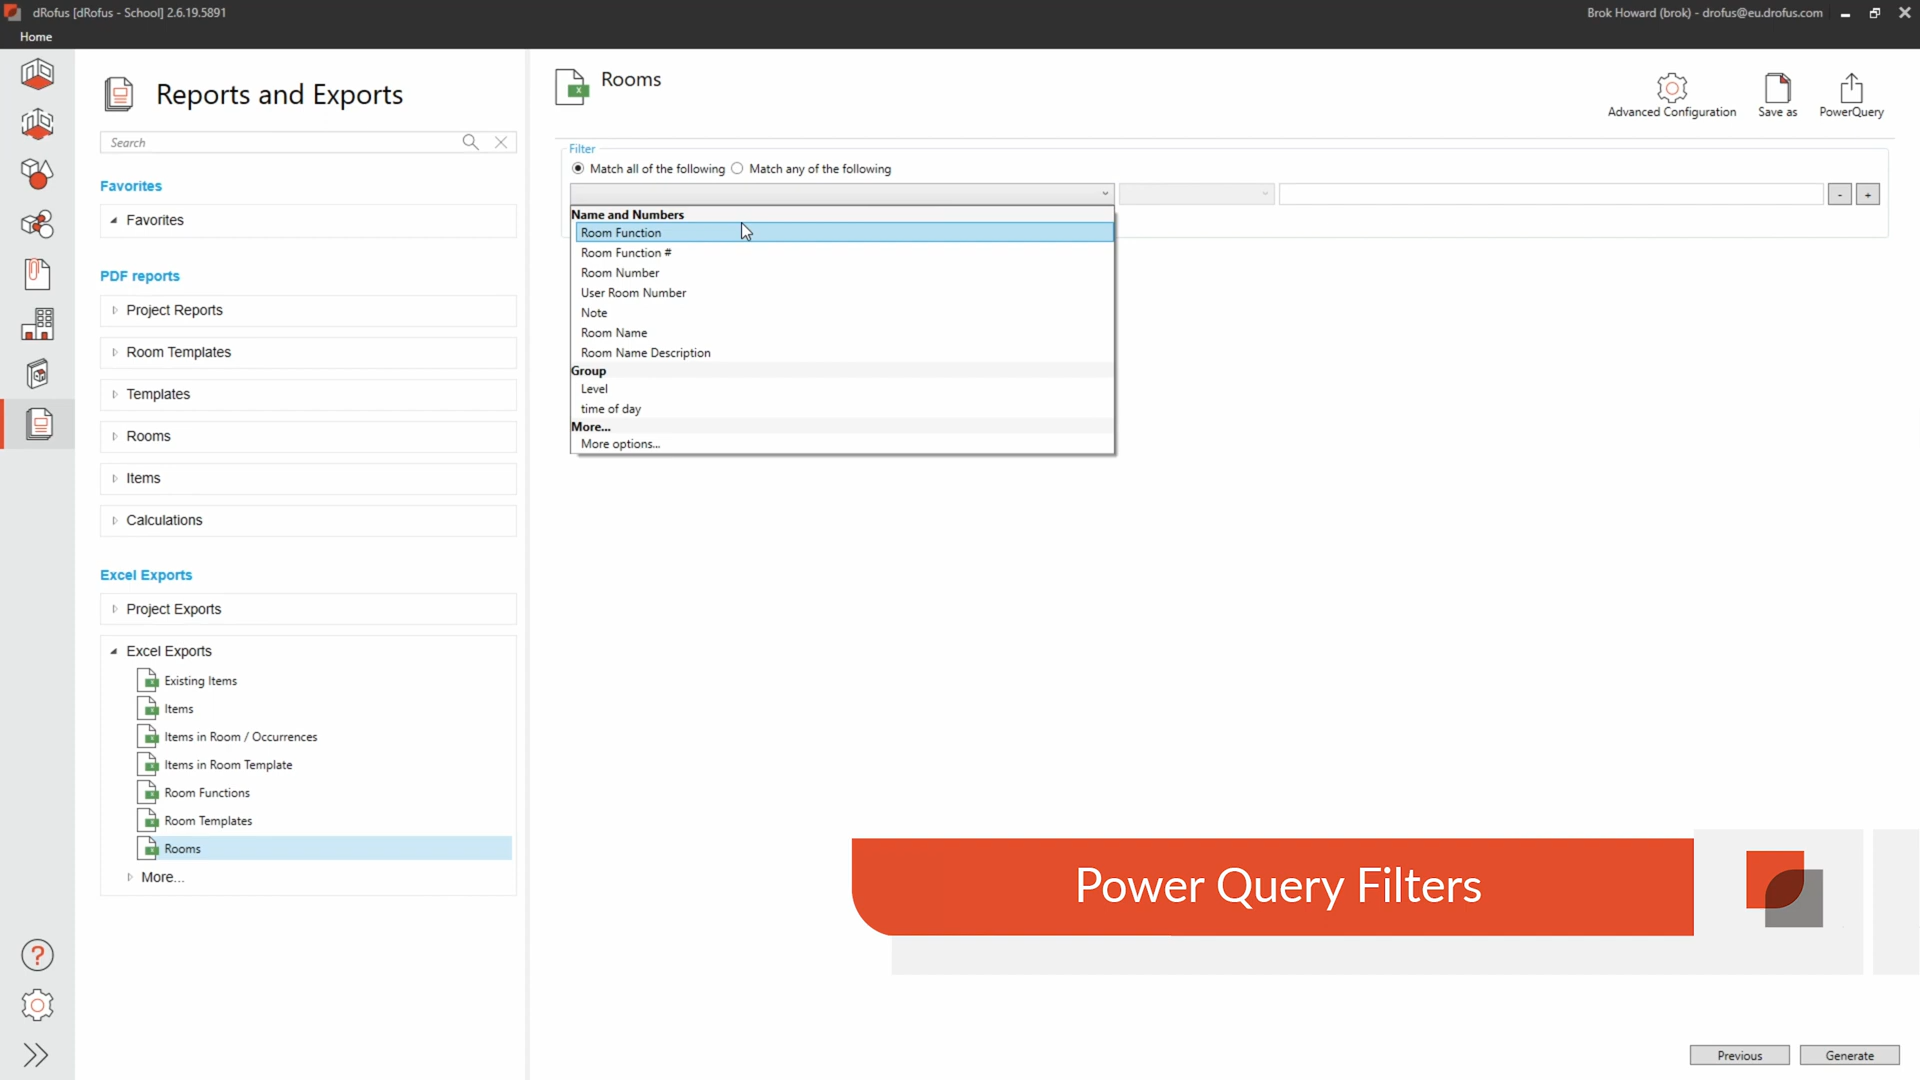 dRofus [dRofus - School] 2.6.19.5891
Brok Howard (brok) - drofus@eu.drofus.com
Home
Reports and Exports
Search
Favorites
Favorites
PDF reports
Project Reports
Room Templates
Templates
Rooms
Items
Calculations
Excel Exports
Project Exports
Excel Exports
Existing Items
Items
Items in Room / Occurrences
Items in Room Template
Room Functions
Room Templates
Rooms
More...
Rooms
Advanced Configuration
Save as
PowerQuery
Filter
Match all of the following
Match any of the following
-
+
Name and Numbers
Room Function
Room Function #
Room Number
User Room Number
Note
Room Name
Room Name Description
Group
Level
time of day
More...
More options...
Power Query Filters
Previous
Generate